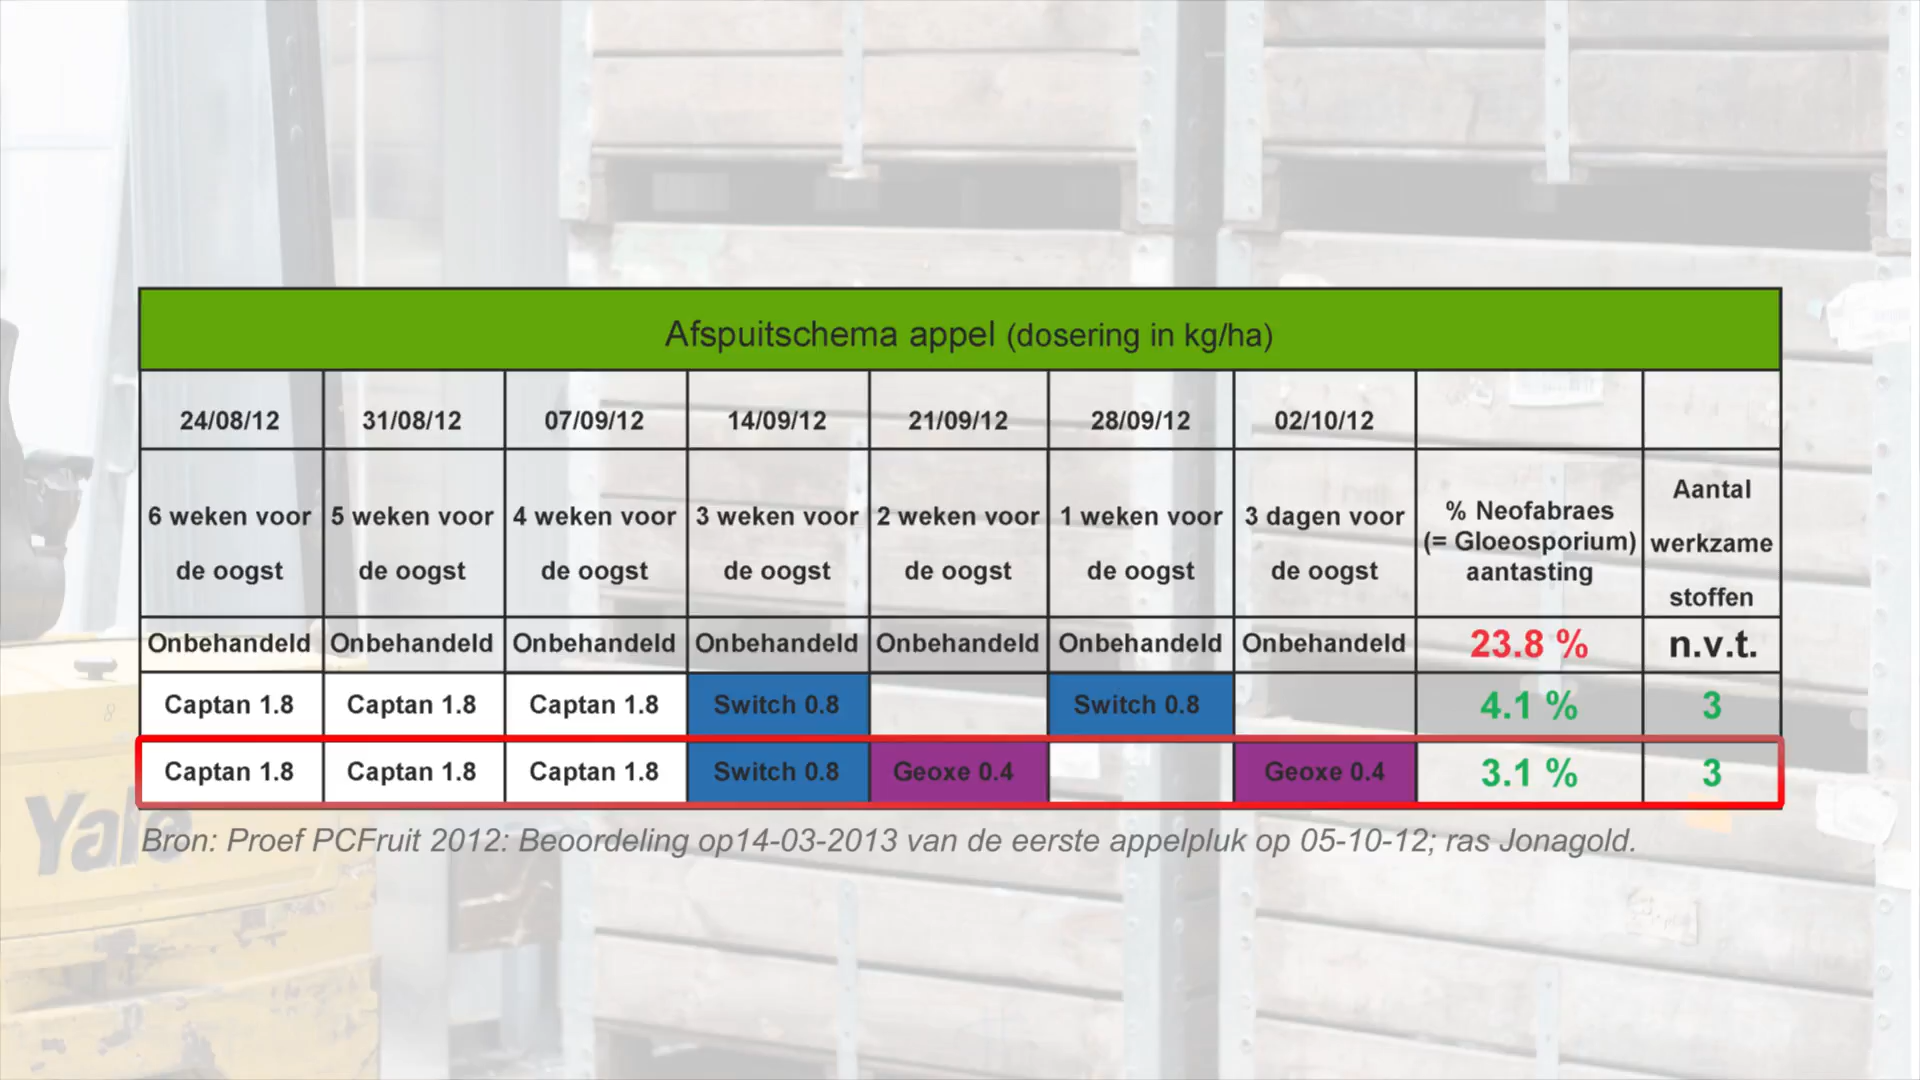 Afspuitschema appel (dosering in kg/ha)
24/08/12 31/08/12 07/09/12 14/09/12 21/09/12 28/09/12 02/10/12
6 weken voor de oogst
5 weken voor de oogst
4 weken voor de oogst
3 weken voor de oogst
2 weken voor de oogst
1 weken voor de oogst
3 dagen voor de oogst
% Neofabraes
(= Gloeosporium)
aantasting
Aantal
werkzame
stoffen
Onbehandeld Onbehandeld Onbehandeld Onbehandeld Onbehandeld Onbehandeld Onbehandeld 23.8 % n.v.t.
Captan 1.8 Captan 1.8 Captan 1.8 Switch 0.8 Switch 0.8 4.1 % 3
Captan 1.8 Captan 1.8 Captan 1.8 Switch 0.8 Geoxe 0.4 Geoxe 0.4 3.1 % 3
Bron: Proef PCFruit 2012: Beoordeling op14-03-2013 van de eerste appelpluk op 05-10-12; ras Jonagold.
Yale
8